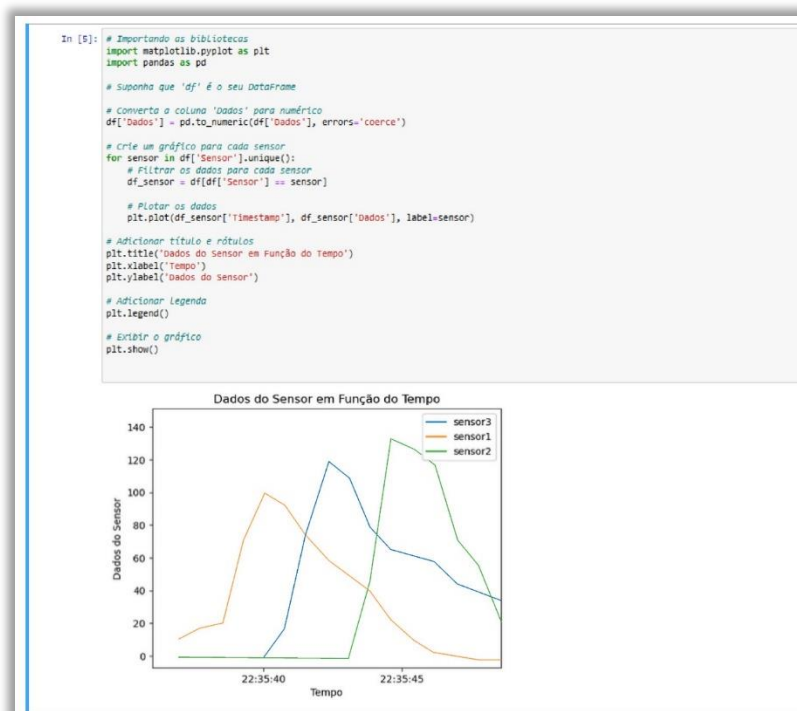 In [5]: # Importando as bibliotecas
import matplotlib.pyplot as plt
import pandas as pd
# Suponha que 'df' é o seu DataFrame
# Converta a coluna 'Dados' para numérico
df['Dados'] = pd.to_numeric(df['Dados'], errors='coerce')
# Crie um gráfico para cada sensor
for sensor in df['Sensor'].unique():
    # Filtrar os dados para cada sensor
    df_sensor = df[df['Sensor'] == sensor]
    # Plotar os dados
    plt.plot(df_sensor['Timestamp'], df_sensor['Dados'], label=sensor)
# Adicionar título e rótulos
plt.title('Dados do Sensor em Função do Tempo')
plt.xlabel('Tempo')
plt.ylabel('Dados do Sensor')
# Adicionar legenda
plt.legend()
# Exibir o gráfico
plt.show()
Dados do Sensor em Função do Tempo
sensor3
sensor1
sensor2
140
120
100
80
60
40
20
0
Dados do Sensor
22:35:40
22:35:45
Tempo